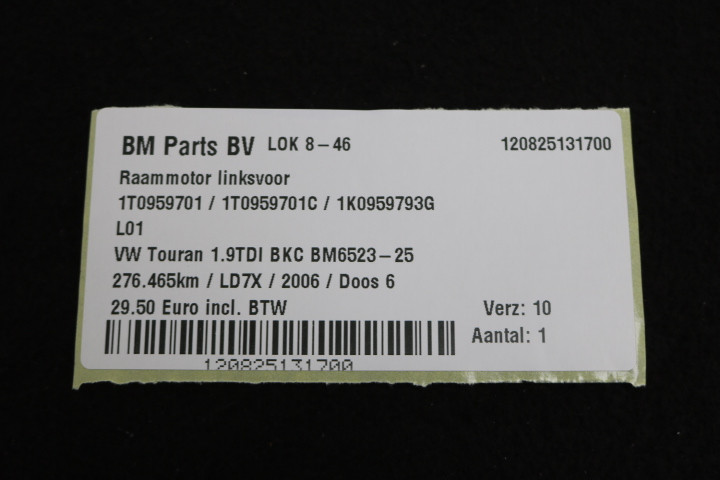 BM Parts BV LOK 8-46 120825131700
Raammotor linksvoor
1T0959701 / 1T0959701C / 1K0959793G
L01
VW Touran 1.9TDI BKC BM6523-25
276.465km / LD7X / 2006 / Doos 6
29.50 Euro incl. BTW Verz: 10
Aantal: 1
120825131700